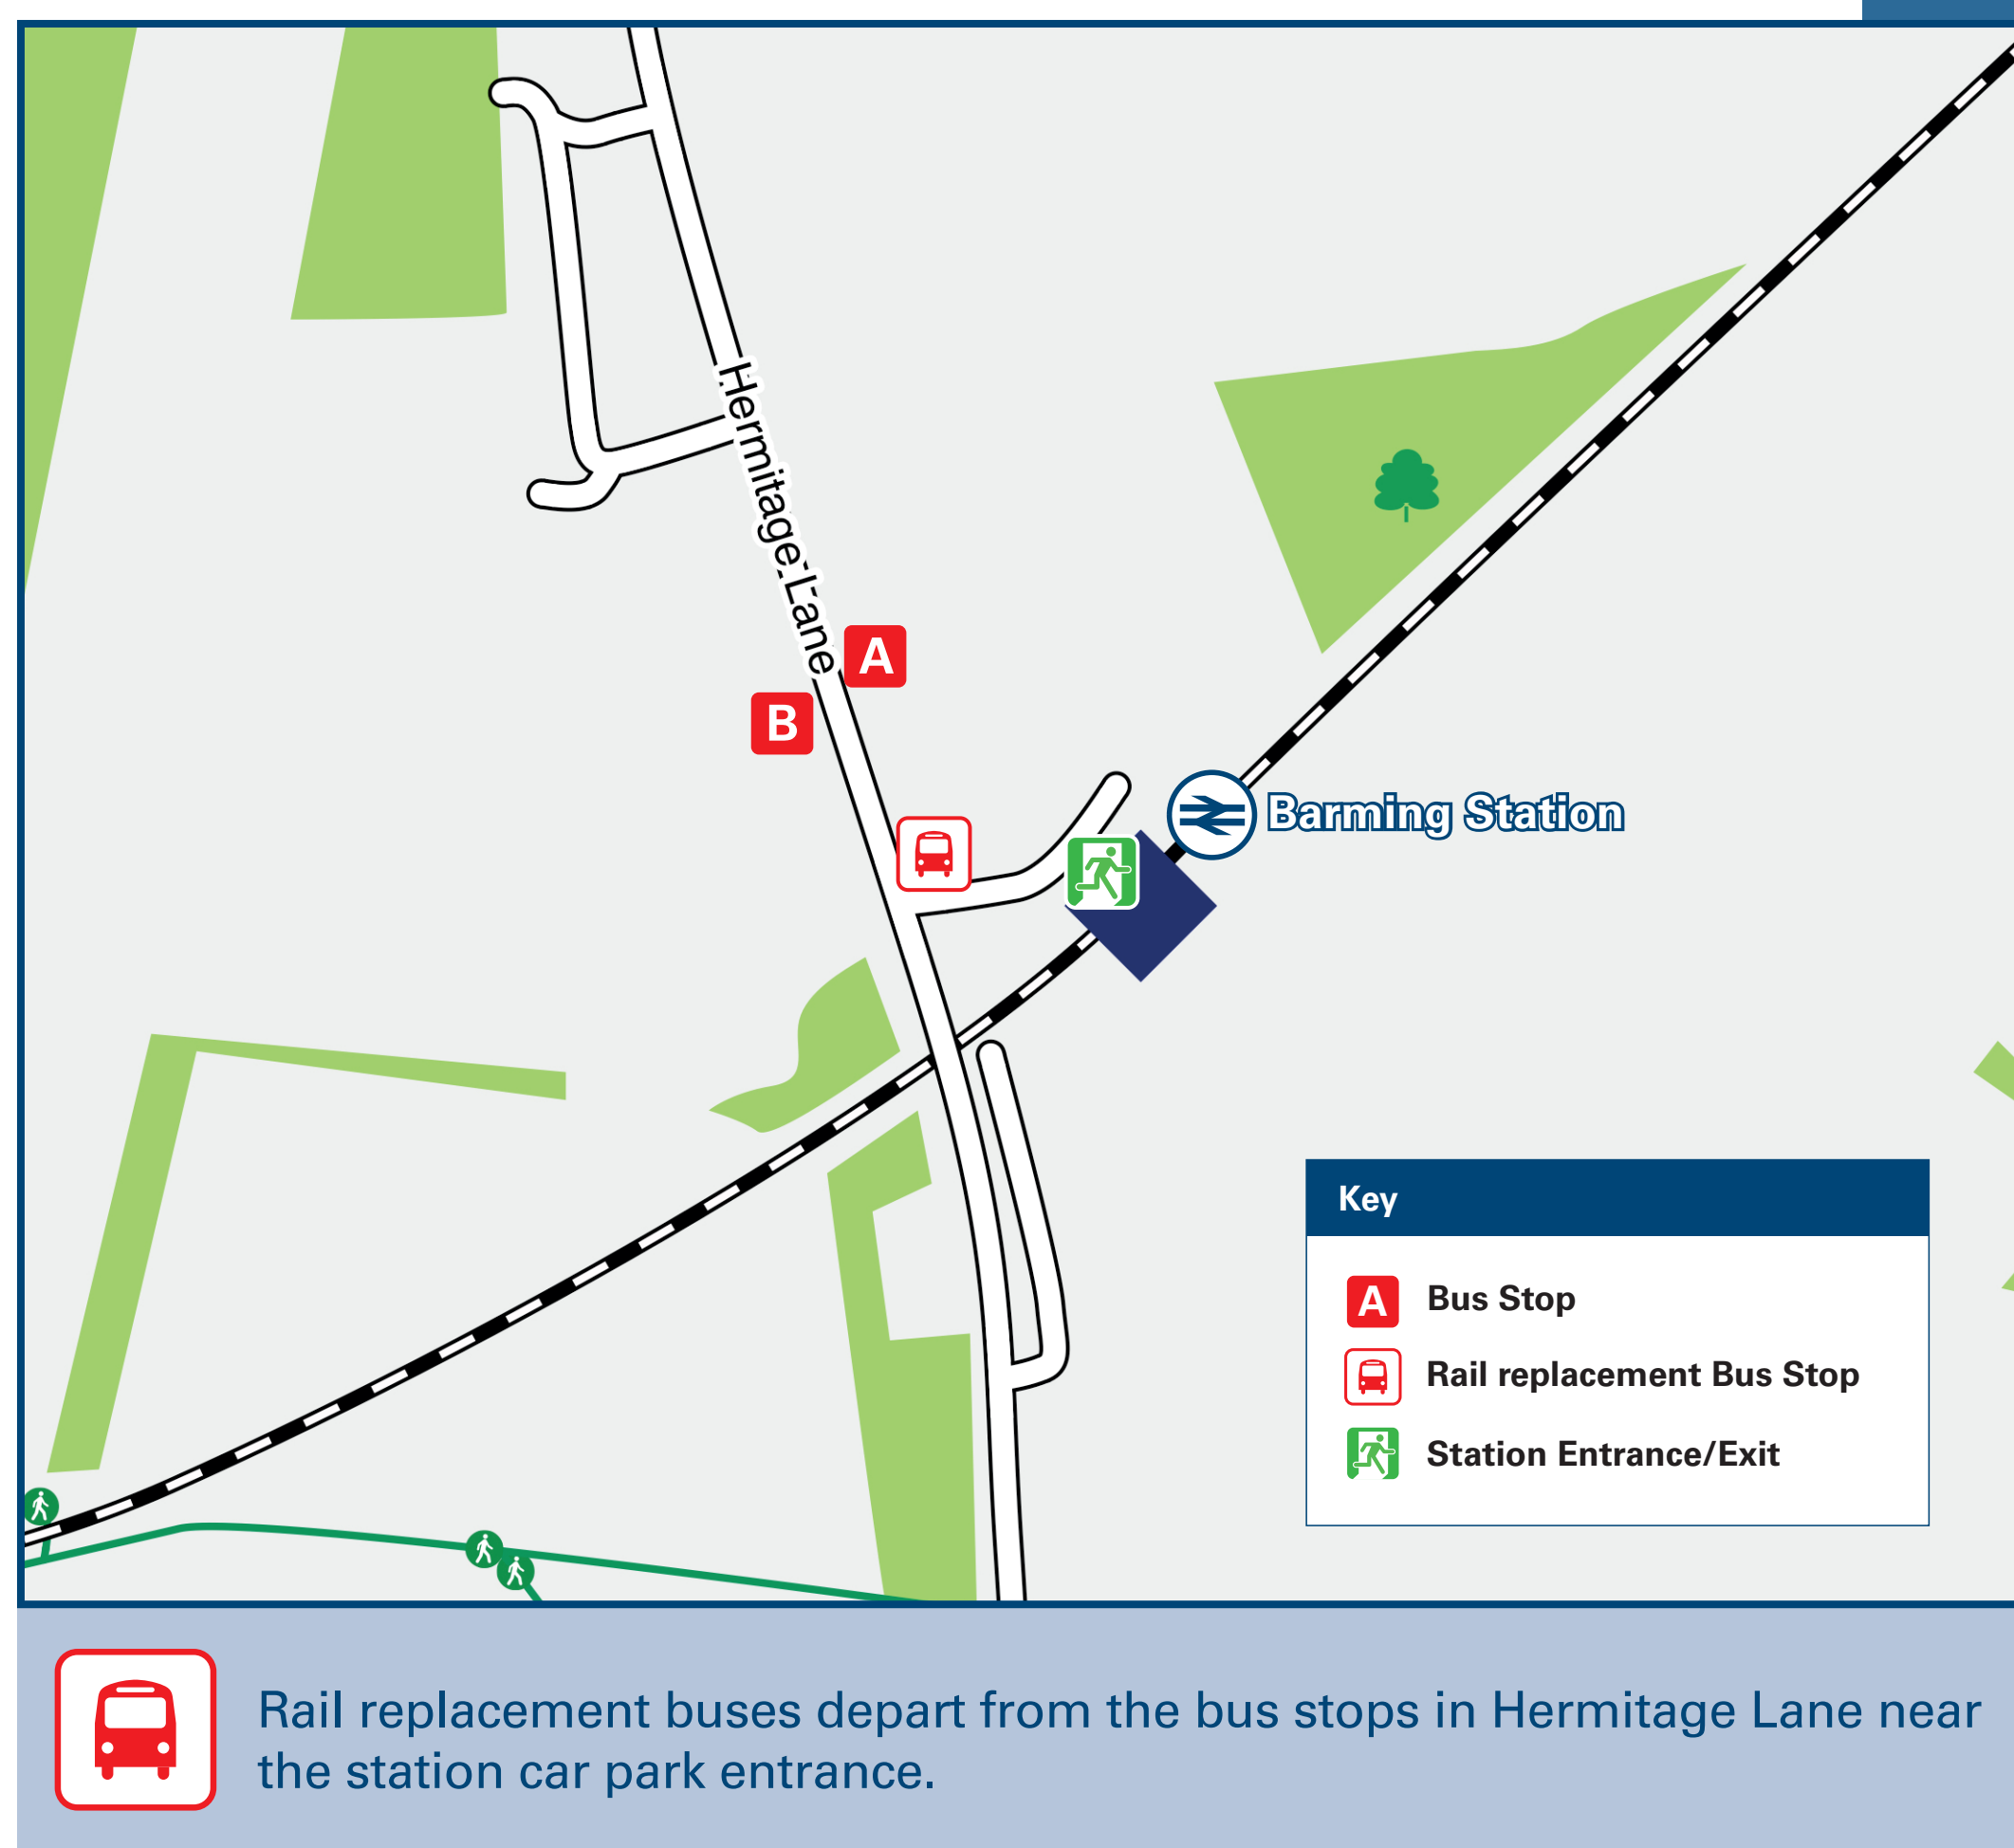 Hermitage Lane
A
B
Barming Station
Key
A Bus Stop
Rail replacement Bus Stop
Station Entrance/Exit
Rail replacement buses depart from the bus stops in Hermitage Lane near
the station car park entrance.